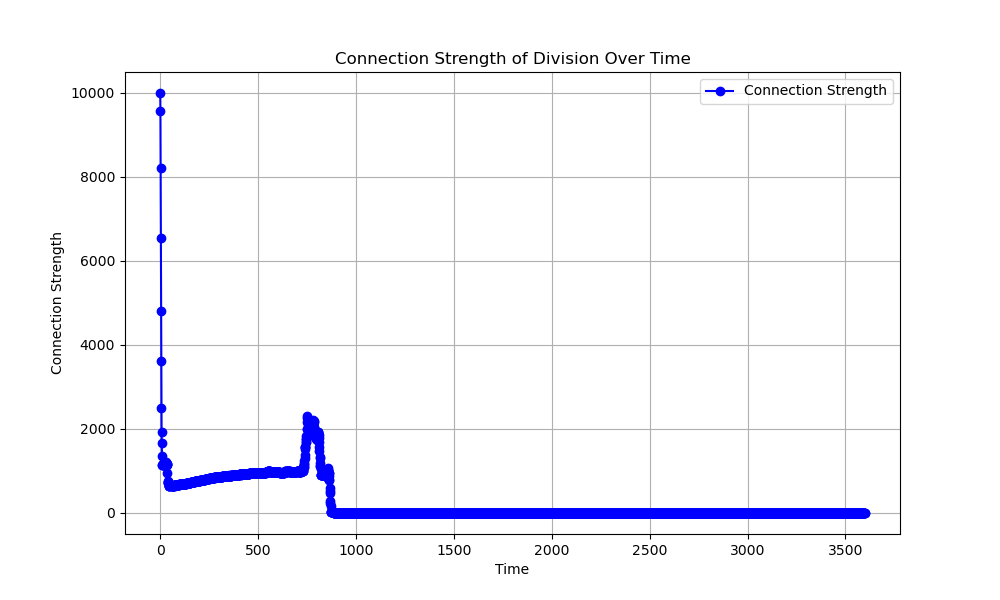 Connection Strength of Division Over Time
Connection Strength
10000
8000
6000
4000
2000
0
Connection Strength
0 500 1000 1500 2000 2500 3000 3500
Time